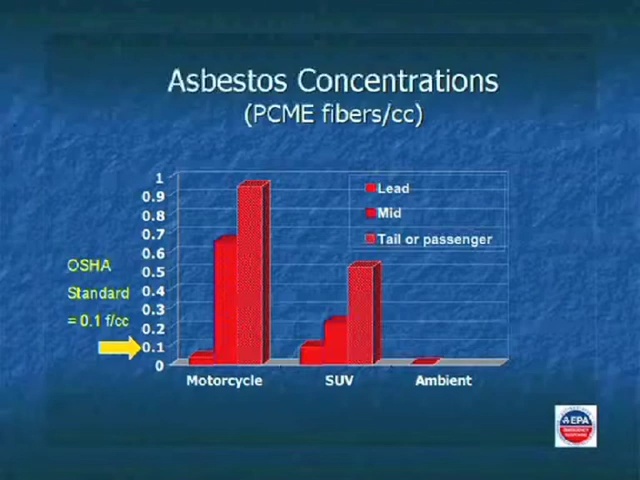 Asbestos Concentrations
(PCME fibers/cc)
1
0.9
0.8
0.7
0.6
0.5
0.4
0.3
0.2
0.1
0
Lead
Mid
Tail or passenger
OSHA
Standard
= 0.1 f/cc
Motorcycle
SUV
Ambient
EPA